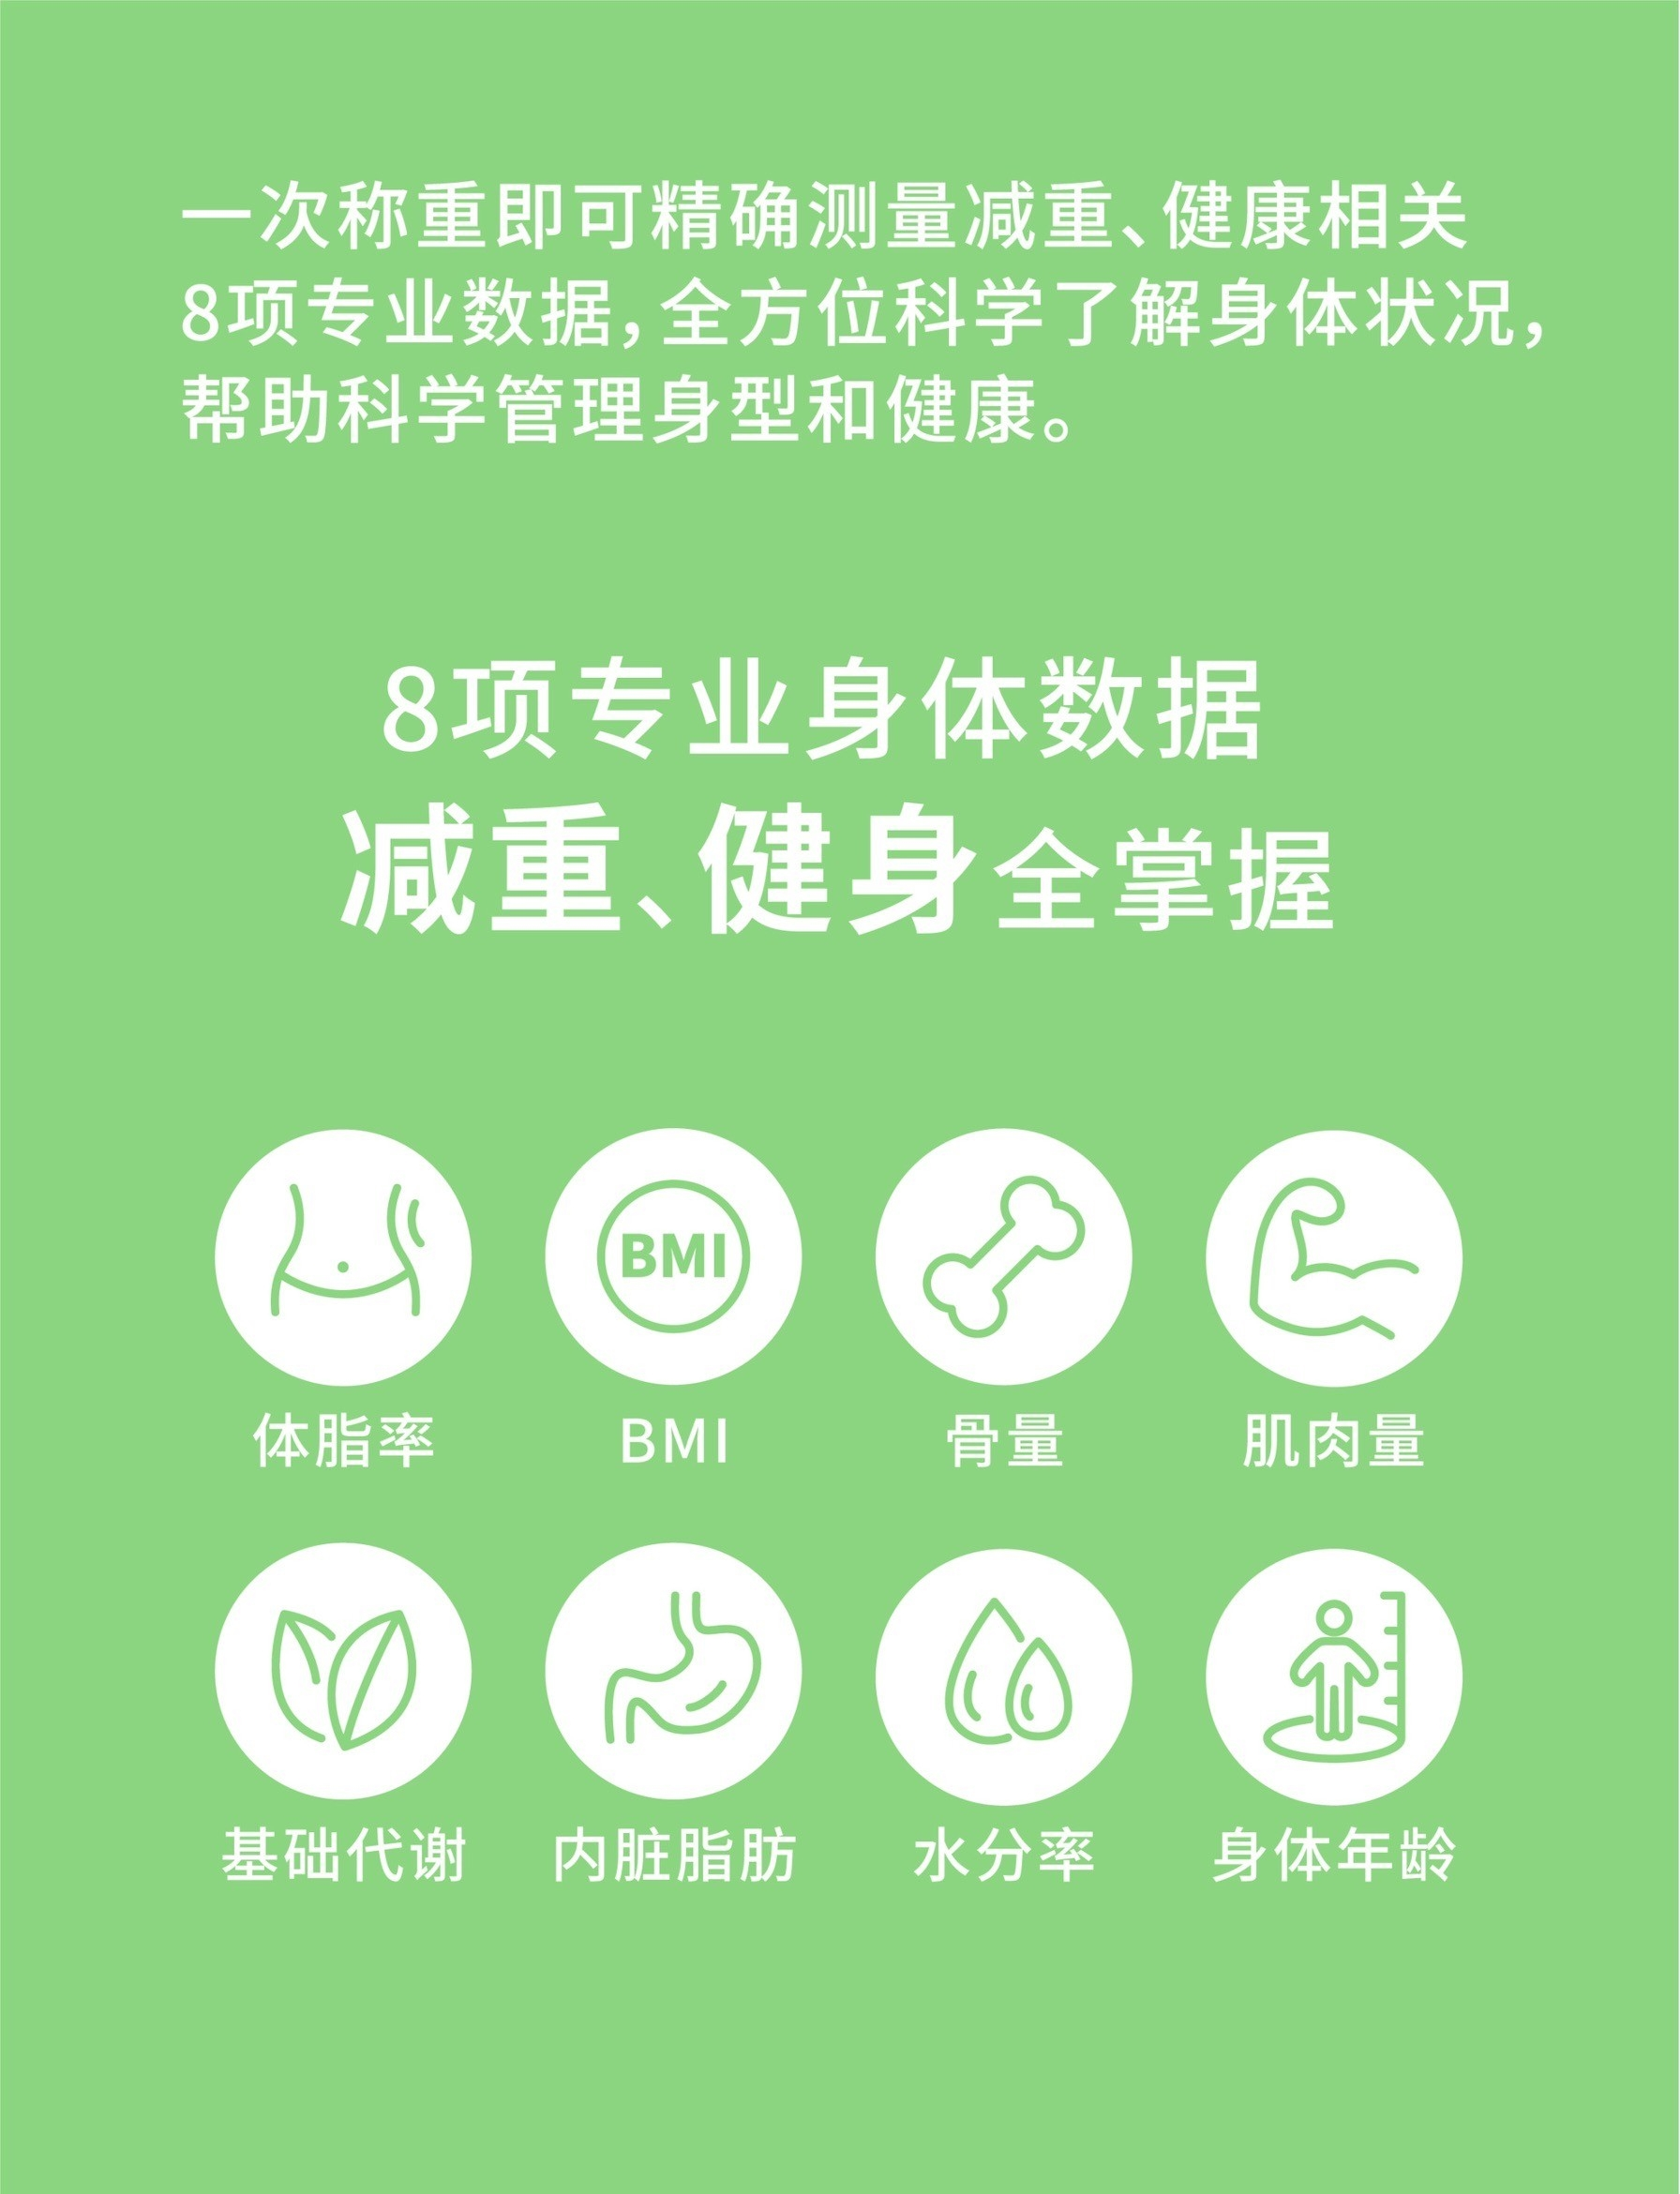 一次称重即可精确测量减重、健康相关
8项专业数据，全方位科学了解身体状况，
帮助科学管理身型和健康。
8项专业身体数据
减重、健身全掌握
BMI
体脂率 BMI 骨量 肌肉量
基础代谢 内脏脂肪 水分率 身体年龄